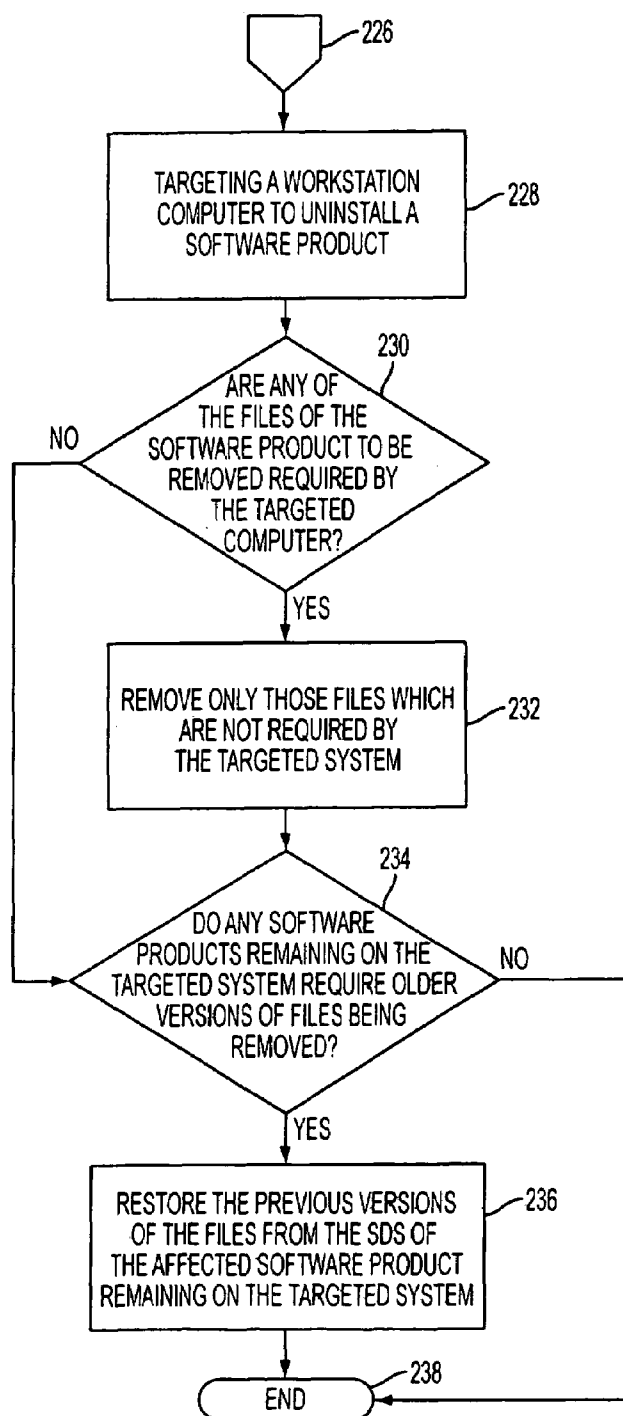 226
TARGETING A WORKSTATION
COMPUTER TO UNINSTALL A
SOFTWARE PRODUCT
228
230
ARE ANY OF
THE FILES OF THE
SOFTWARE PRODUCT TO BE
REMOVED REQUIRED BY
THE TARGETED
COMPUTER?
NO
YES
REMOVE ONLY THOSE FILES WHICH
ARE NOT REQUIRED BY
THE TARGETED SYSTEM
232
234
DO ANY SOFTWARE
PRODUCTS REMAINING ON THE
TARGETED SYSTEM REQUIRE OLDER
VERSIONS OF FILES BEING
REMOVED?
NO
YES
RESTORE THE PREVIOUS VERSIONS
OF THE FILES FROM THE SDS OF
THE AFFECTED SOFTWARE PRODUCT
REMAINING ON THE TARGETED SYSTEM
236
238
END